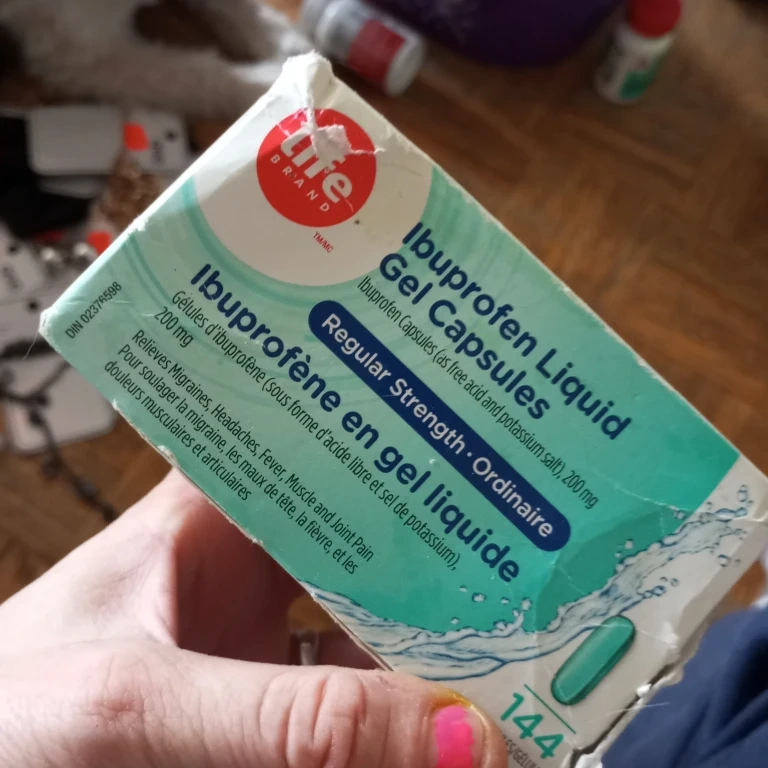 life
BRAND
TM/MC
Ibuprofen Liquid
Gel Capsules
Ibuprofen Capsules (as free acid and potassium salt), 200 mg
Regular Strength • Ordinaire
Ibuprofène en gel liquide
Gélules d'ibuprofène (sous forme d'acide libre et sel de potassium),
200 mg
Relieves Migraines, Headaches, Fever, Muscle and Joint Pain
Pour soulager la migraine, les maux de tête, la fièvre, et les
douleurs musculaires et articulaires
DIN 02376598
144